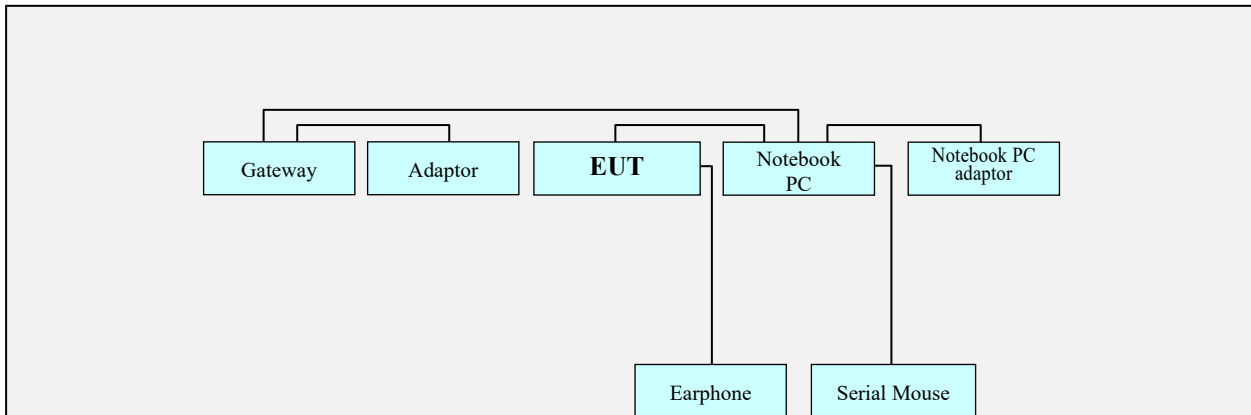 Gateway
Adaptor
EUT
Notebook
PC
Notebook PC
adaptor
Earphone
Serial Mouse